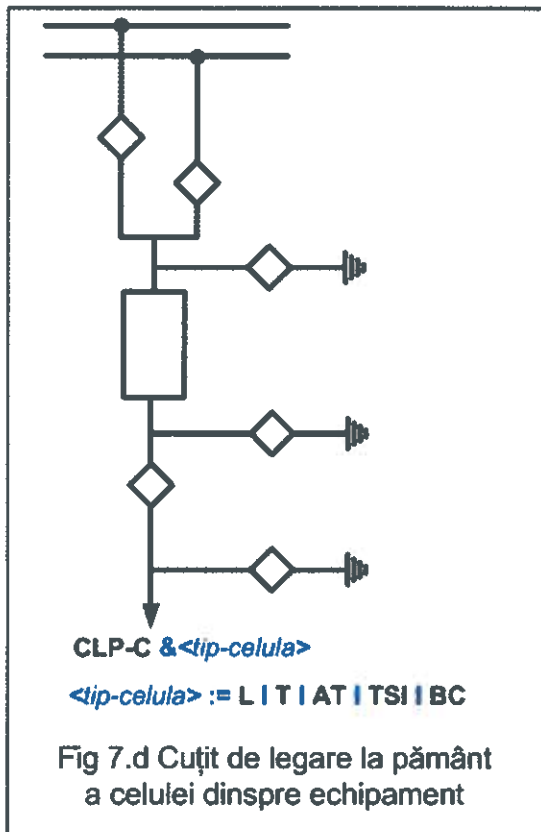 CLP-C &<tip-celula>
<tip-celula> := L | T | AT | TSI | BC
Fig 7.d Cuțit de legare la pământ
a celulei dinspre echipament